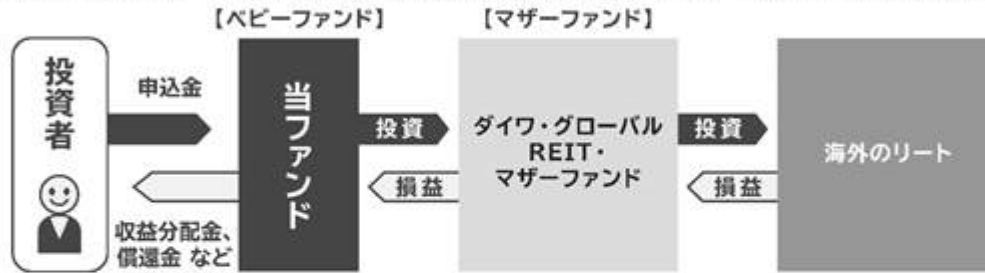 【ベビーファンド】
【マザーファンド】
投資者
申込金
収益分配金、
償還金 など
当ファンド
投資
損益
ダイワ・グローバル
REIT・
マザーファンド
投資
損益
海外のリート